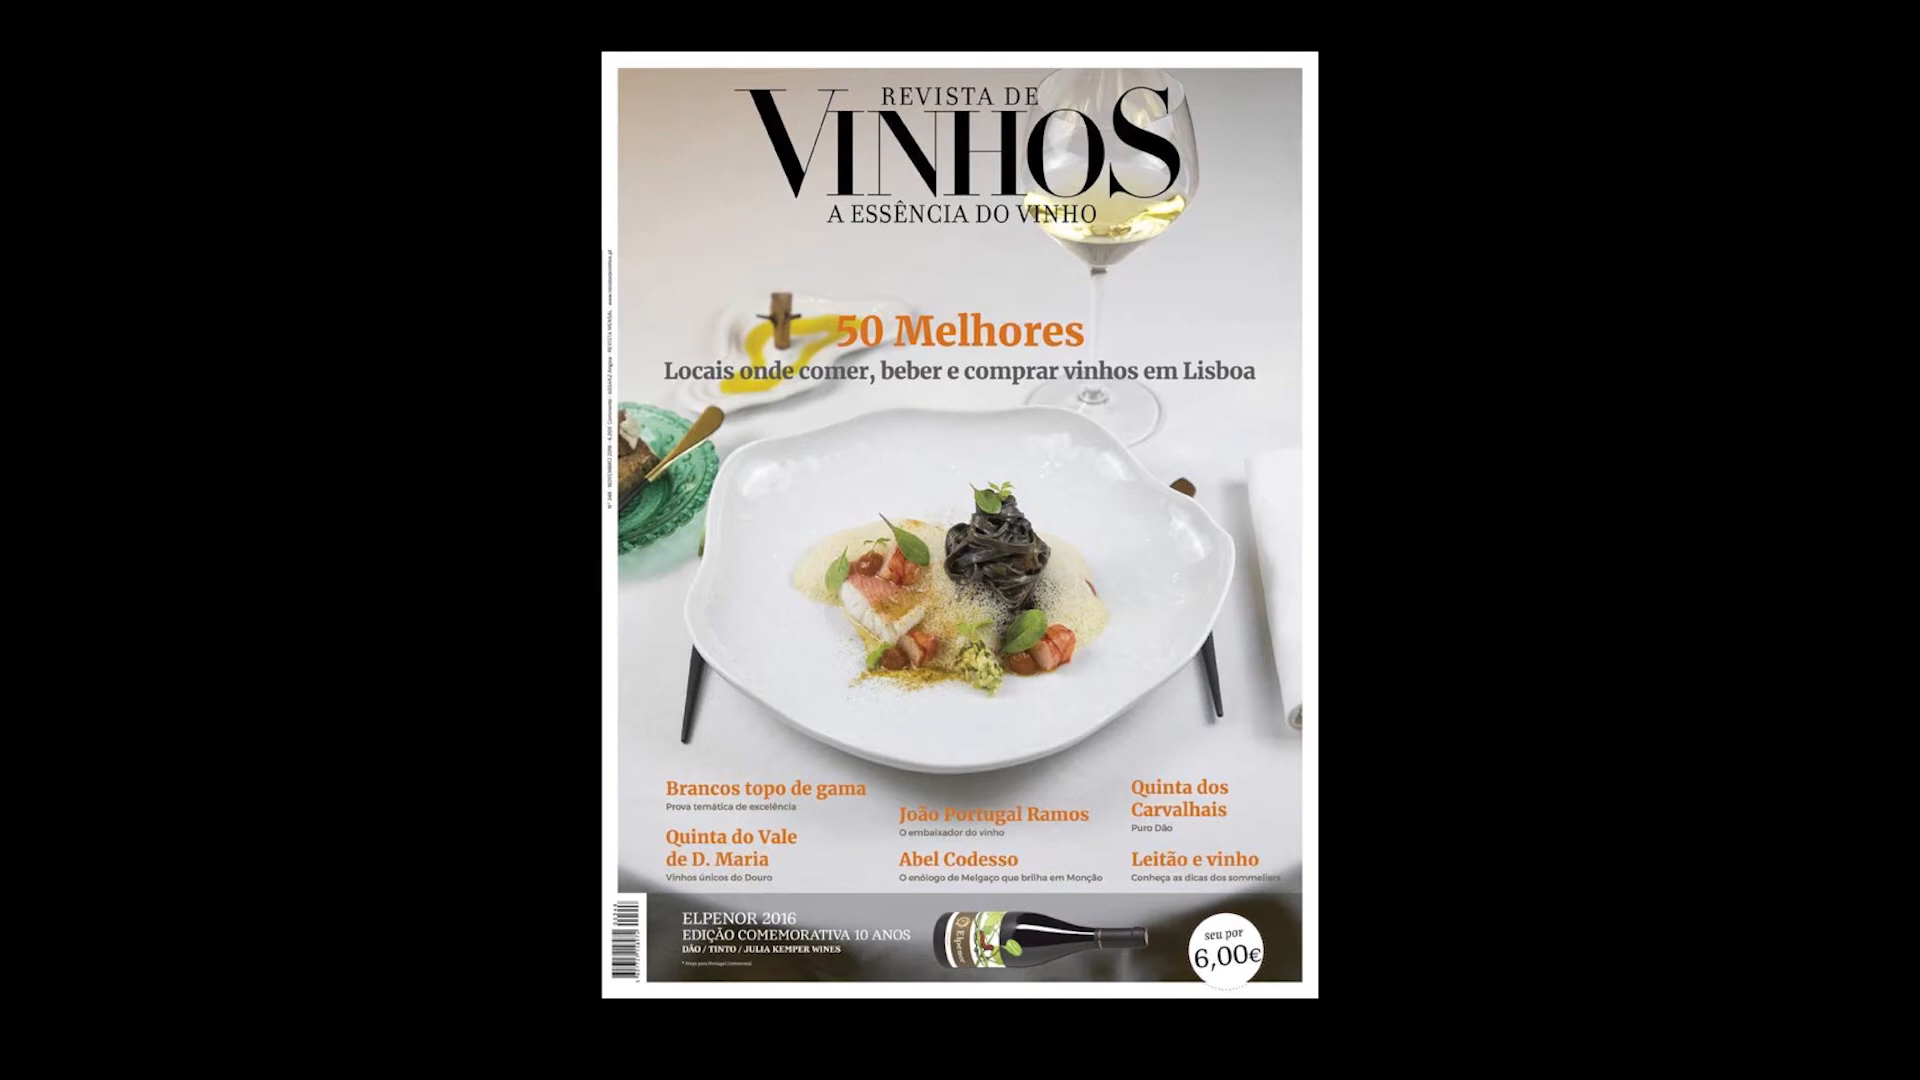 REVISTA DE
VINHOS
A ESSÊNCIA DO VINHO
50 Melhores
Locais onde comer, beber e comprar vinhos em Lisboa
Brancos topo de gama
Prova temática de excelência
Quinta do Vale
de D. Maria
Vinhos únicos do Douro
João Portugal Ramos
O embaixador do vinho
Abel Codesso
O enólogo de Melgaço que brilha em Monção
Quinta dos
Carvalhais
Puro Dão
Leitão e vinho
Conheça as dicas dos sommeliers
ELPENOR 2016
EDIÇÃO COMEMORATIVA 10 ANOS
DÃO / TINTO / JULIA KEMPER WINES
Elpenor
seu por
6,00€